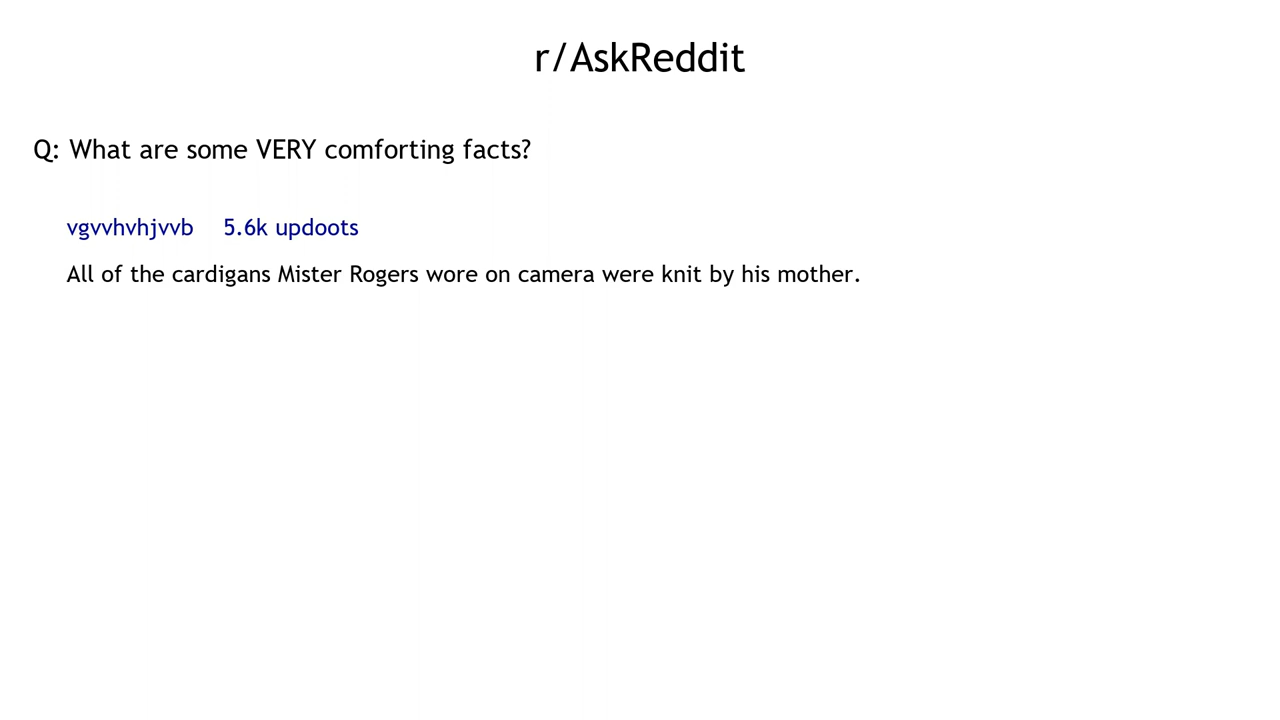 r/AskReddit
Q: What are some VERY comforting facts?
vgvvhvhjvvb 5.6k updoots
All of the cardigans Mister Rogers wore on camera were knit by his mother.